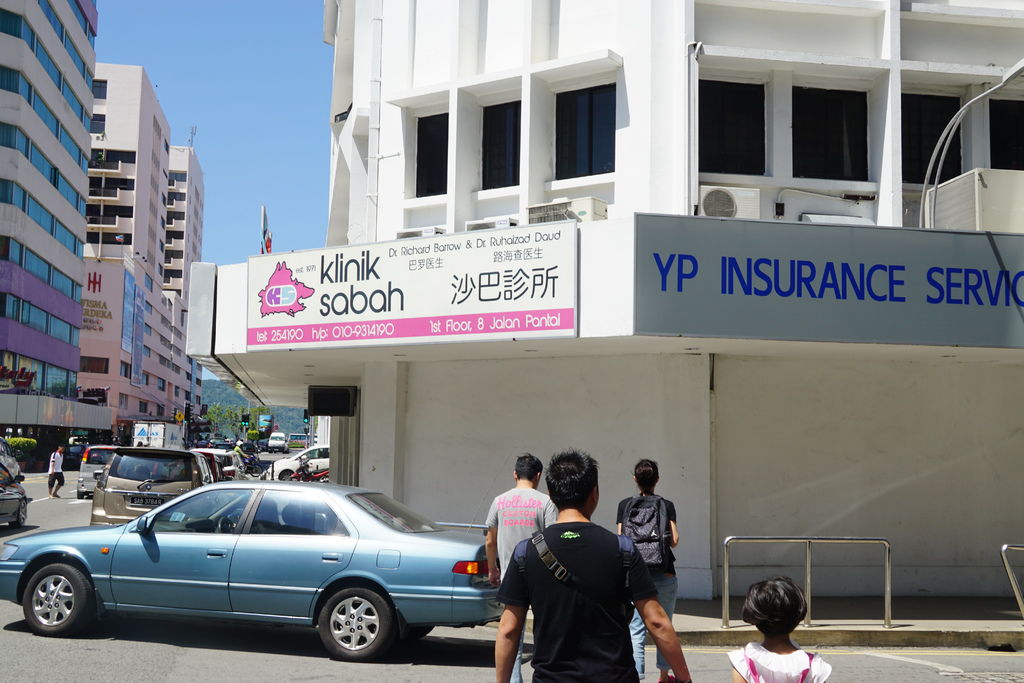 WISMA
MERDEKA
est. 1971
klinik
sabah
KS
Dr. Richard Barrow & Dr. Ruhaizad Daud
巴罗医生 路海查医生
沙巴診所
tel: 254190 h/p: 010-9314190 1st Floor, 8 Jalan Pantai
YP INSURANCE SERVIC
Hollister